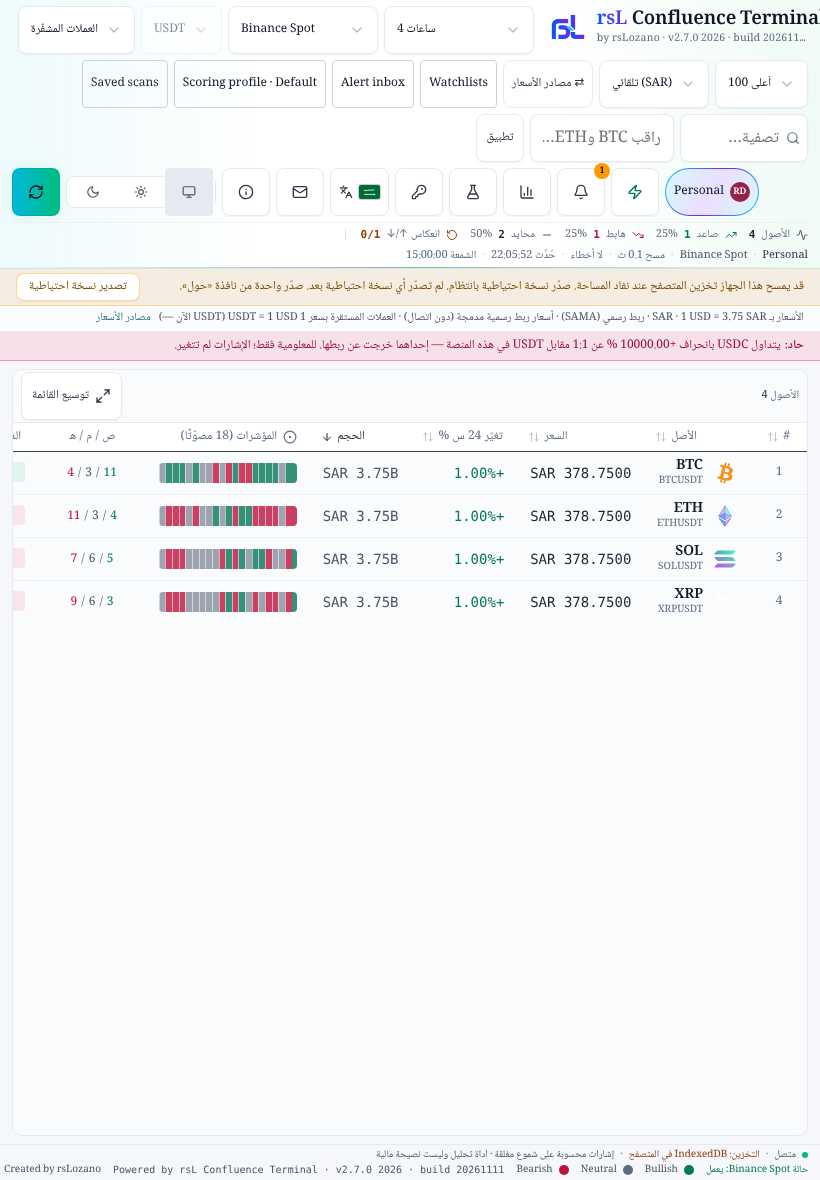 rsL Confluence Terminal
by rsLozano · v2.7.0 2026 · build 202611…
4 ساعات
Binance Spot
USDT
العملات المشفّرة
أعلى 100
تلقائي (SAR)
⇄ مصادر الأسعار
Watchlists
Alert inbox
Scoring profile · Default
Saved scans
تصفية...
راقب BTC وETH...
تطبيق
RD Personal
1
الأصول 4 صاعد 1 25% هابط 1 25% — محايد 2 50% انعكاس ↑/↓ 0/1
Personal · Binance Spot · مسح 0,1 ث · لا أخطاء · حُدّث 22:05:52 · الشمعة 15:00:00
قد يمسح هذا الجهاز تخزين المتصفح عند نفاد المساحة. صدّر نسخة احتياطية بانتظام. لم تصدّر أي نسخة احتياطية بعد. صدّر واحدة من نافذة «حول».
تصدير نسخة احتياطية
الأسعار بـ SAR · 1 USD = 3.75 SAR · ربط رسمي (SAMA) · أسعار ربط رسمية مدمجة (دون اتصال) · العملات المستقرة بسعر 1 USDT = 1 USD (USDT الآن —) مصادر الأسعار
حاد: يتداول USDC بانحراف +10000,00 % عن 1:1 مقابل USDT في هذه المنصة — إحداهما خرجت عن ربطها. للمعلومية فقط؛ الإشارات لم تتغير.
الأصول 4
توسيع القائمة
# الأصل السعر تغيّر 24 س % الحجم المؤشرات (18 مصوّتًا) ص / م / ه
1 BTC SAR 378.7500 +1.00% SAR 3.75B 11 / 3 / 4
BTCUSDT
2 ETH SAR 378.7500 +1.00% SAR 3.75B 4 / 3 / 11
ETHUSDT
3 SOL SAR 378.7500 +1.00% SAR 3.75B 5 / 6 / 7
SOLUSDT
4 XRP SAR 378.7500 +1.00% SAR 3.75B 3 / 6 / 9
XRPUSDT
متصل · التخزين: IndexedDB في المتصفح · إشارات محسوبة على شموع مغلقة · أداة تحليل وليست نصيحة مالية
حالة Binance Spot: يعمل Bullish Neutral Bearish Powered by rsL Confluence Terminal · v2.7.0 2026 · build 20261111 Created by rsLozano